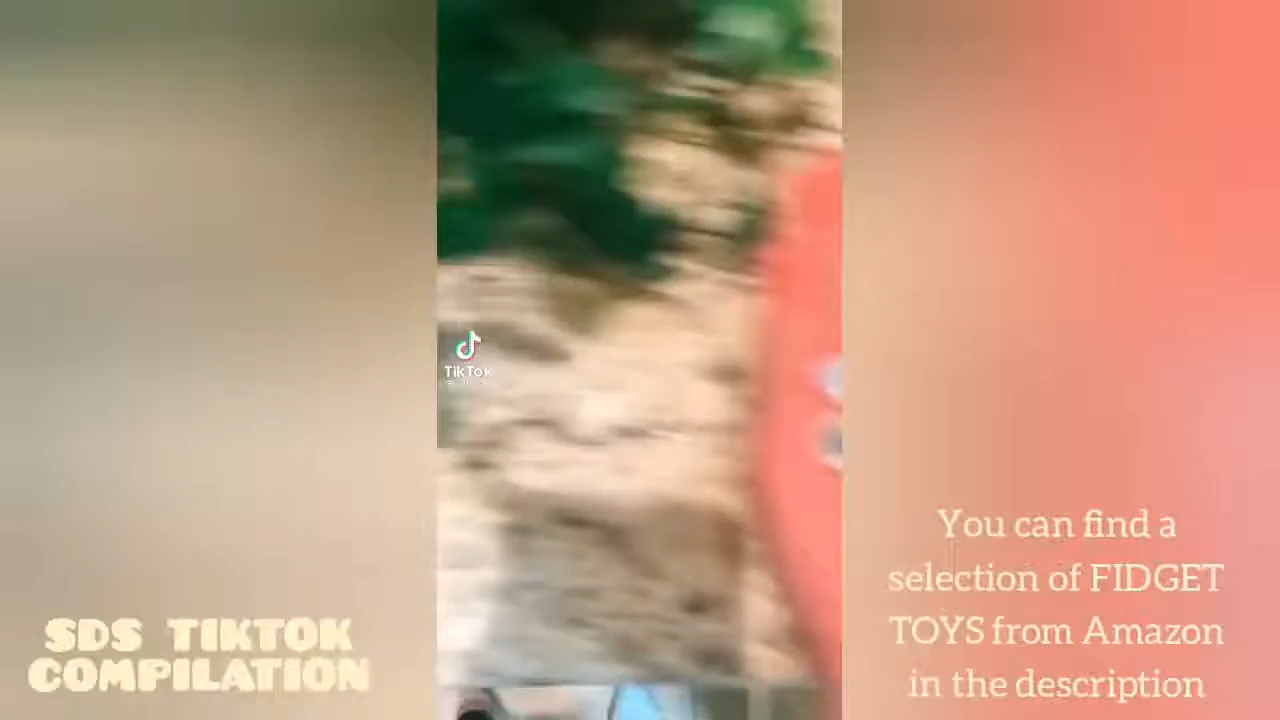 TikTok
SDS TIKTOK
COMPILATION
You can find a
selection of FIDGET
TOYS from Amazon
in the description